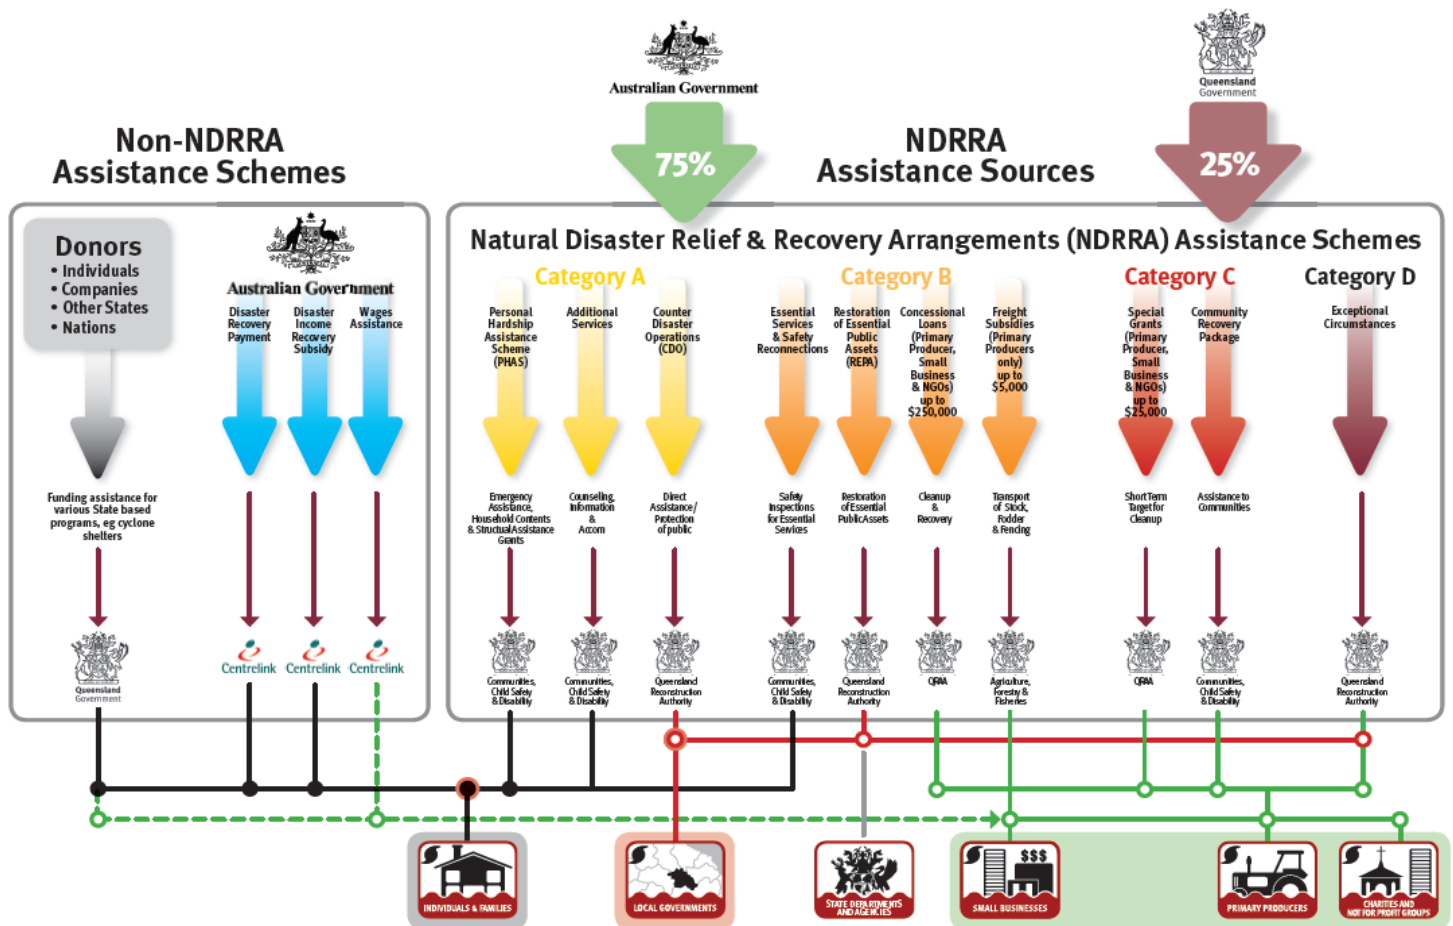 Australian Government
Queensland
Government
Non-NDRRA
Assistance Schemes
75%
NDRRA
Assistance Sources
25%
Donors
• Individuals
• Companies
• Other States
• Nations
Australian Government
Disaster
Recovery
Payment
Disaster
Income
Recovery
Subsidy
Wages
Assistance
Natural Disaster Relief & Recovery Arrangements (NDRRA) Assistance Schemes
Category A
Category B
Category C
Category D
Personal
Hardship
Assistance
Scheme
(PHAS)
Additional
Services
Counter
Disaster
Operations
(CDO)
Essential
Services
& Safety
Reconnections
Restoration
of Essential
Public
Assets
(REPA)
Concessional
Loans
(Primary
Producer,
Small
Business
& NGOs)
up to
$250,000
Freight
Subsidies
(Primary
Producers
only)
up to
$5,000
Special
Grants
(Primary
Producer,
Small
Business
& NGOs)
up to
$25,000
Community
Recovery
Package
Exceptional
Circumstances
Funding assistance for
various State based
programs, eg cyclone
shelters
Emergency
Assistance,
Household Contents
& Structual Assistance
Grants
Counseling,
Information
&
Accom
Direct
Assistance/
Protection
of public
Safety
Inspections
for Essential
Services
Restoration
of Essential
Public Assets
Cleanup
&
Recovery
Transport
of Stock,
Fodder
& Fencing
Short Term
Target for
Cleanup
Assistance to
Communities
Queensland
Government
Centrelink
Centrelink
Centrelink
Communities,
Child Safety
& Disability
Communities,
Child Safety
& Disability
Queensland
Reconstruction
Authority
Communities,
Child Safety
& Disability
Queensland
Reconstruction
Authority
QRAA
Agriculture,
Forestry &
Fisheries
QRAA
Communities,
Child Safety
& Disability
Queensland
Reconstruction
Authority
INDIVIDUALS & FAMILIES
LOCAL GOVERNMENTS
STATE DEPARTMENTS
AND AGENCIES
$$$
SMALL BUSINESSES
PRIMARY PRODUCERS
CHARITIES AND
NOT FOR PROFIT GROUPS